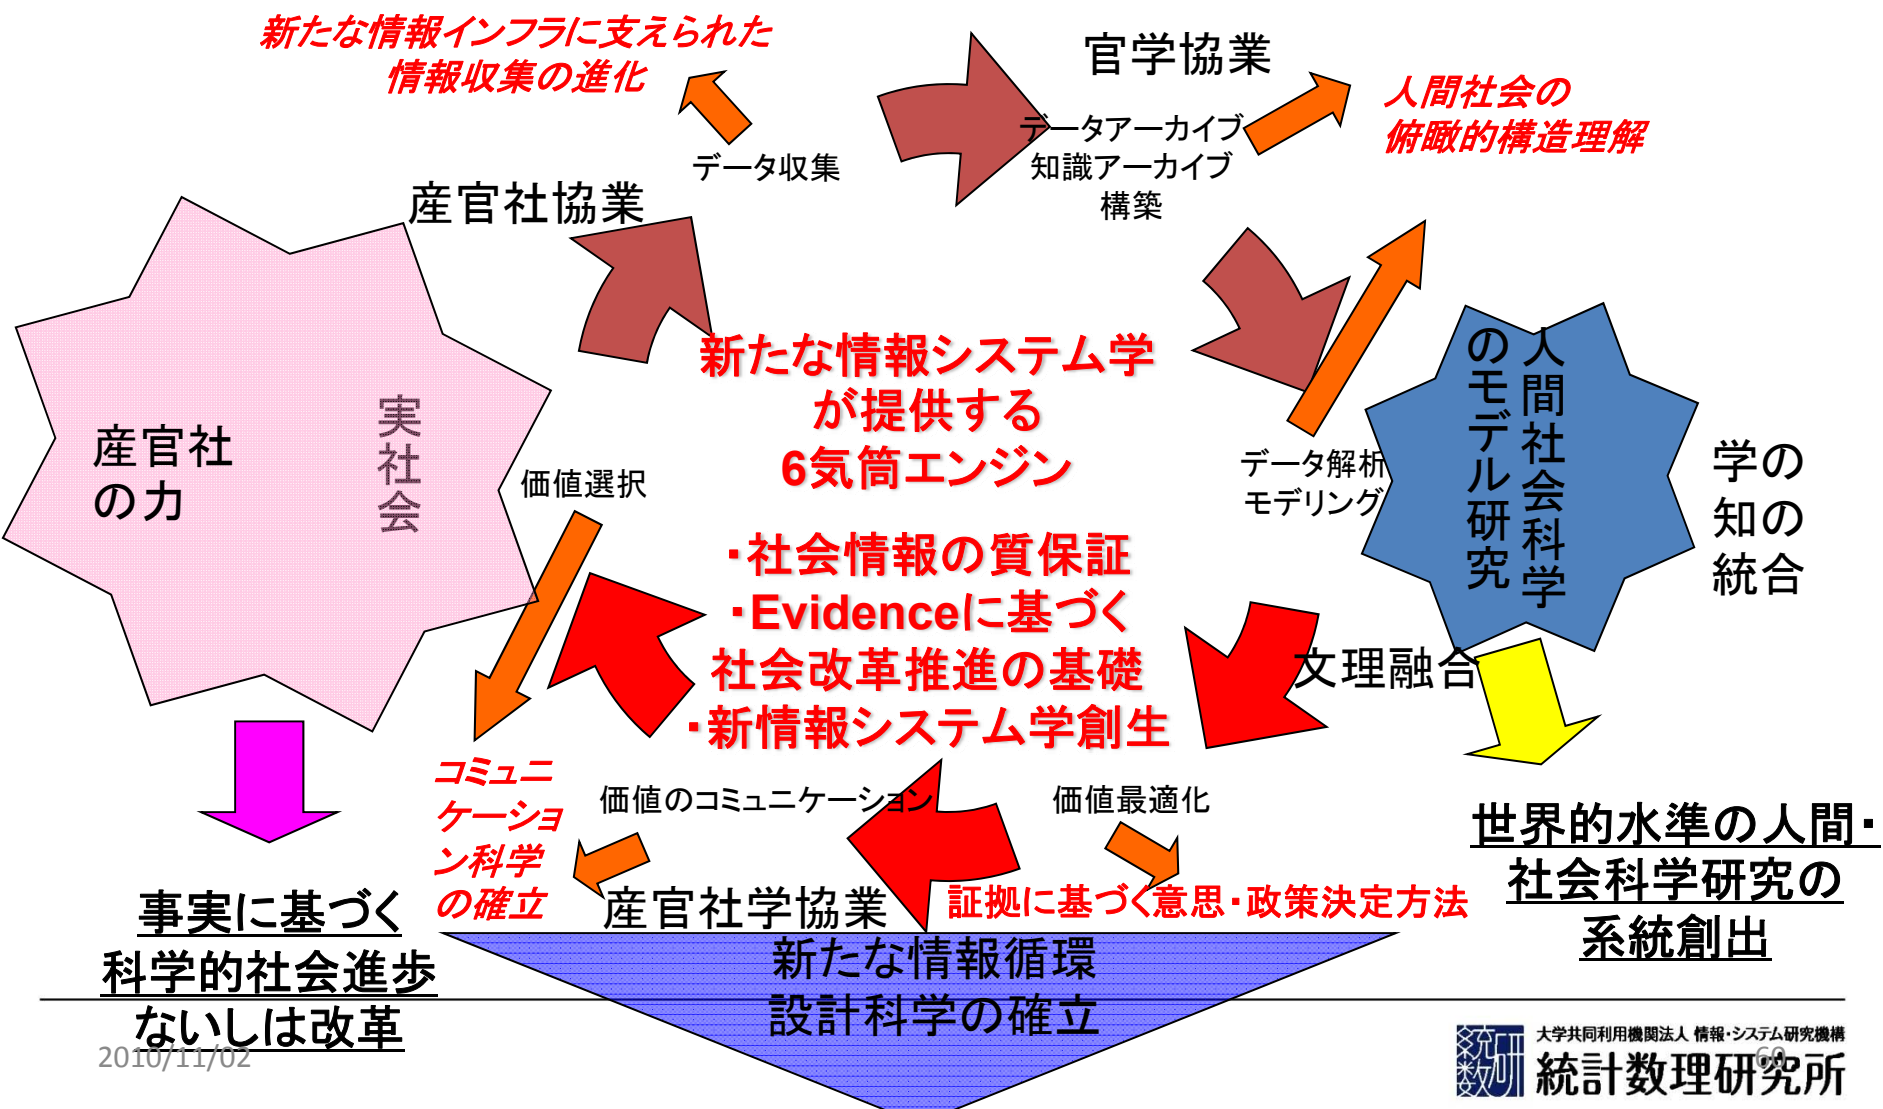 新たな情報インフラに支えられた
情報収集の進化
官学協業
人間社会の
俯瞰的構造理解
データ収集
データアーカイブ
知識アーカイブ
構築
産官社協業
新たな情報システム学
が提供する
6気筒エンジン
・社会情報の質保証
・Evidenceに基づく
社会改革推進の基礎
・新情報システム学創生
産官社
の力
実社会
価値選択
データ解析
モデリング
人間社会科学
のモデル研究
学の
知の
統合
文理融合
コミュニ
ケーショ
ン科学
の確立
価値のコミュニケーション
価値最適化
産官社学協業
証拠に基づく意思・政策決定方法
世界的水準の人間・
社会科学研究の
系統創出
事実に基づく
科学的社会進歩
ないしは改革
新たな情報循環
設計科学の確立
2010/11/02
統数研
大学共同利用機関法人 情報・システム研究機構
統計数理研究所
60